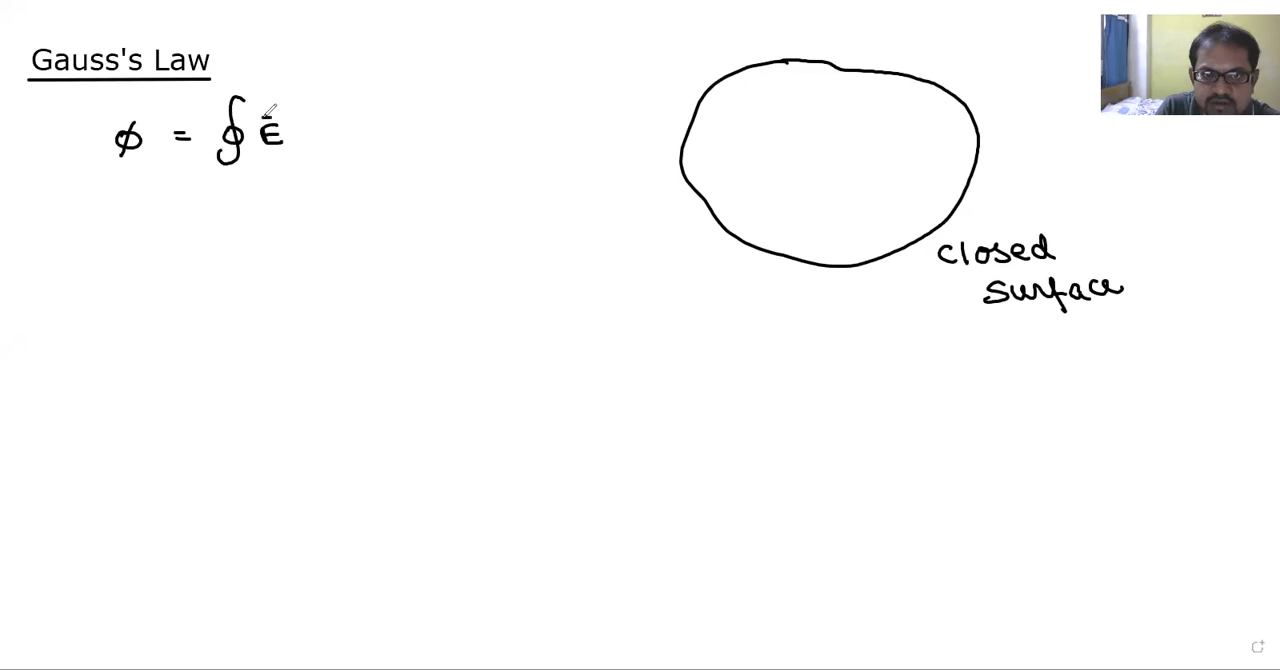 Gauss's Law
ϕ = ∮ E
closed
surface